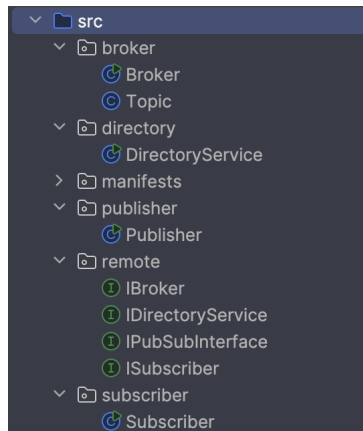 src
broker
Broker
Topic
directory
DirectoryService
manifests
publisher
Publisher
remote
IBroker
IDirectoryService
IPubSubInterface
ISubscriber
subscriber
Subscriber